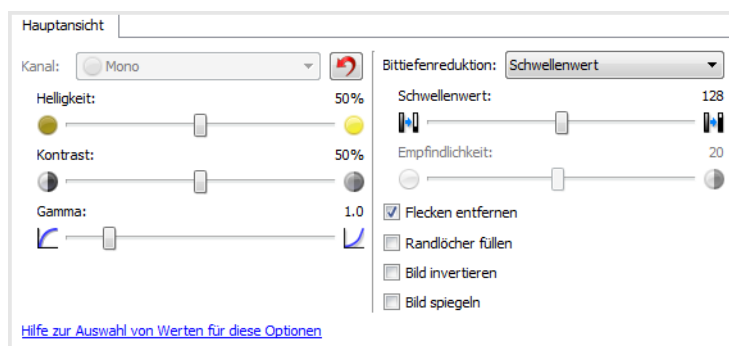 Hauptansicht
Kanal: Mono
Helligkeit: 50%
Kontrast: 50%
Gamma: 1.0
Hilfe zur Auswahl von Werten für diese Optionen
Bittiefenreduktion: Schwellenwert
Schwellenwert: 128
Empfindlichkeit: 20
Flecken entfernen
Randlöcher füllen
Bild invertieren
Bild spiegeln